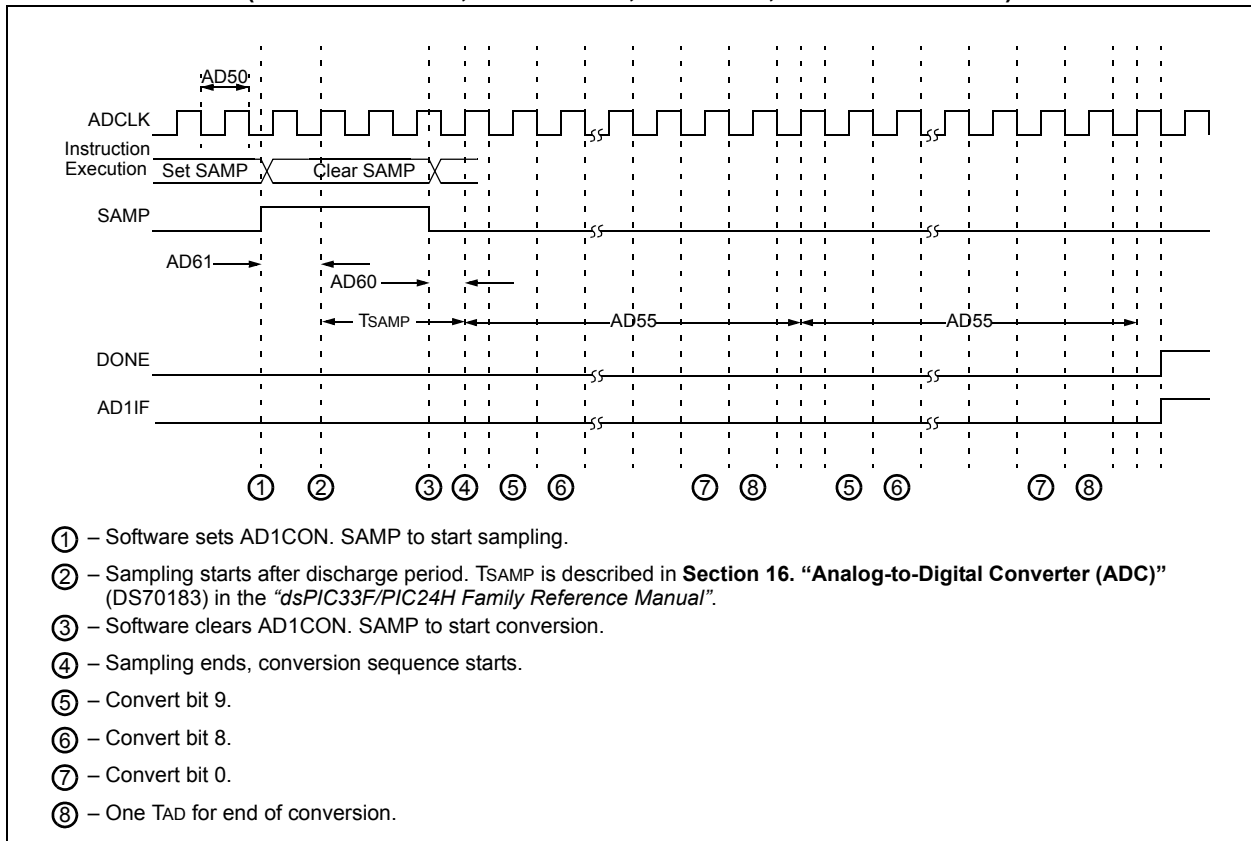 AD50
ADCLK
Instruction
Execution Set SAMP Clear SAMP
SAMP
AD61
AD60
TSAMP AD55 AD55
DONE
AD1IF
1 2 3 4 5 6 7 8 5 6 7 8
1 – Software sets AD1CON. SAMP to start sampling.
2 – Sampling starts after discharge period. TSAMP is described in Section 16. “Analog-to-Digital Converter (ADC)”
(DS70183) in the “dsPIC33F/PIC24H Family Reference Manual”.
3 – Software clears AD1CON. SAMP to start conversion.
4 – Sampling ends, conversion sequence starts.
5 – Convert bit 9.
6 – Convert bit 8.
7 – Convert bit 0.
8 – One TAD for end of conversion.